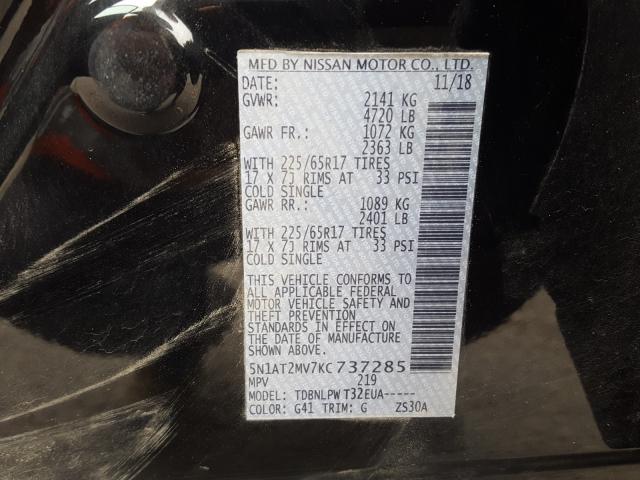 MFD BY NISSAN MOTOR CO., LTD.
DATE: 11/18
GVWR: 2141 KG
4720 LB
GAWR FR.: 1072 KG
2363 LB
WITH 225/65R17 TIRES
17 X 7J RIMS AT 33 PSI
COLD SINGLE
GAWR RR.: 1089 KG
2401 LB
WITH 225/65R17 TIRES
17 X 7J RIMS AT 33 PSI
COLD SINGLE
THIS VEHICLE CONFORMS TO
ALL APPLICABLE FEDERAL
MOTOR VEHICLE SAFETY AND
THEFT PREVENTION
STANDARDS IN EFFECT ON
THE DATE OF MANUFACTURE
SHOWN ABOVE.
5N1AT2MV7KC737285
MPV 219
MODEL: TDBNLPW T32EUA-----
COLOR: G41 TRIM: G ZS30A